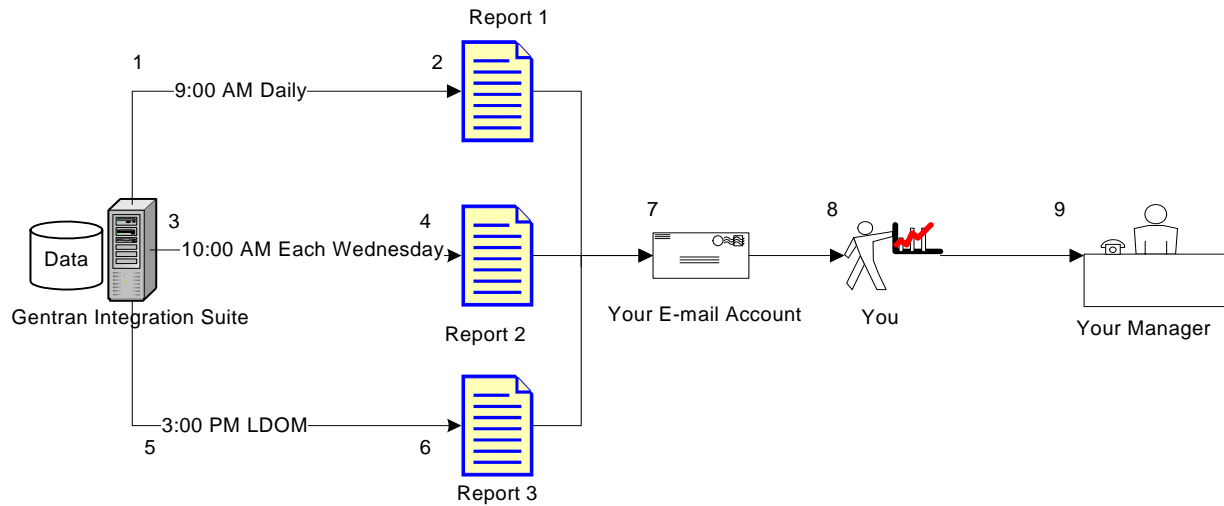 Report 1
1
2
9:00 AM Daily
3
4
7
8
9
Data
10:00 AM Each Wednesday
Gentran Integration Suite
Report 2
Your E-mail Account
You
Your Manager
3:00 PM LDOM
5
6
Report 3